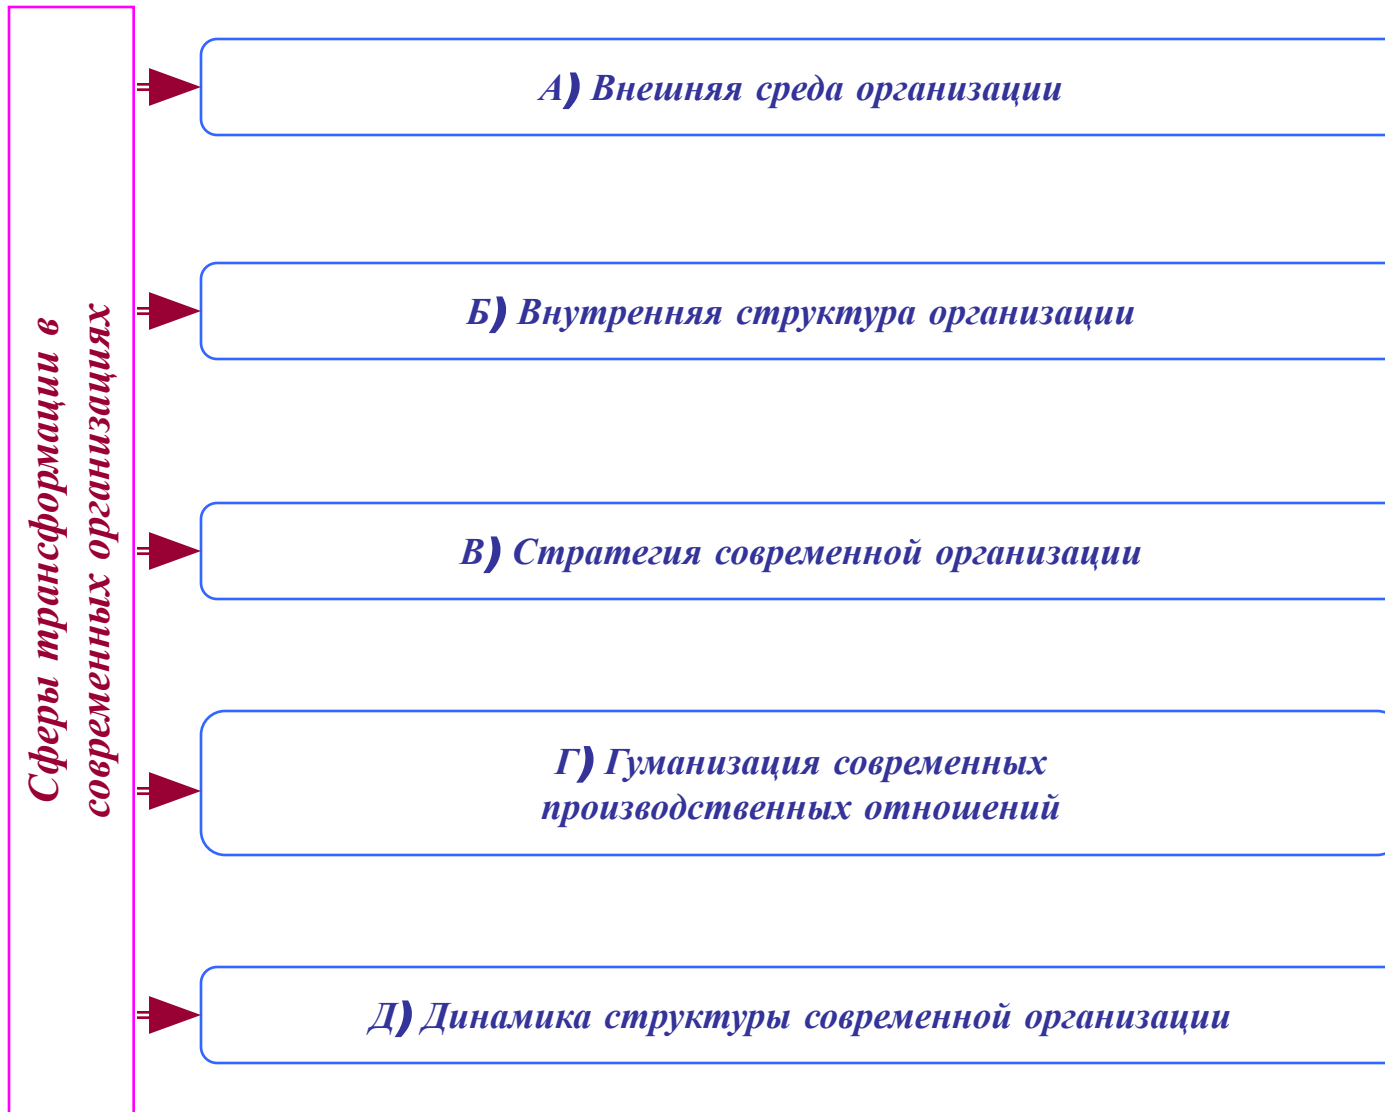 Сферы трансформации в
современных организациях
А) Внешняя среда организации
Б) Внутренняя структура организации
В) Стратегия современной организации
Г) Гуманизация современных
производственных отношений
Д) Динамика структуры современной организации